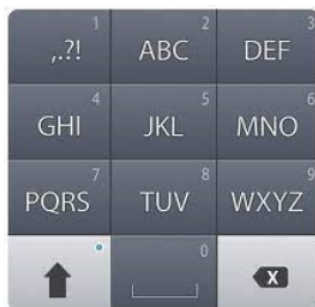 1 2 3
,.?! ABC DEF
4 5 6
GHI JKL MNO
7 8 9
PQRS TUV WXYZ
0
X